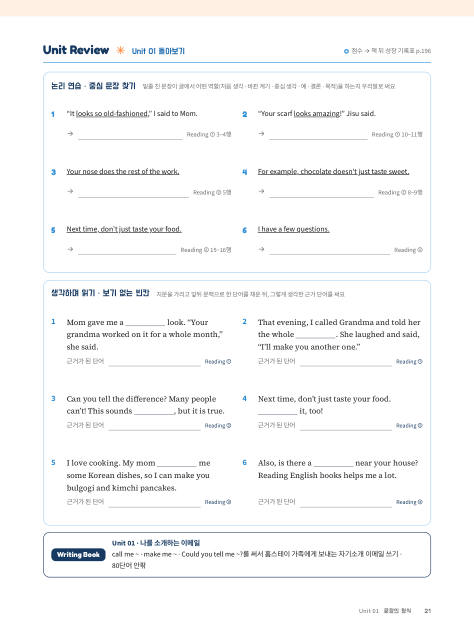 Unit Review ✳ Unit 01 돌아보기
점수 → 책 뒤 성장 기록표 p.196
논리 연습 · 중심 문장 찾기 밑줄 친 문장이 글에서 어떤 역할(처음 생각 · 바뀐 계기 · 중심 생각 · 예 · 결론 · 목적)을 하는지 우리말로 써요
1 “It looks so old-fashioned,” I said to Mom.
→ Reading ① 3–4행
2 “Your scarf looks amazing!” Jisu said.
→ Reading ① 10–11행
3 Your nose does the rest of the work.
→ Reading ② 5행
4 For example, chocolate doesn't just taste sweet.
→ Reading ② 8–9행
5 Next time, don't just taste your food.
→ Reading ② 15–16행
6 I have a few questions.
→ Reading ③
생각하며 읽기 · 보기 없는 빈칸 지문을 가리고 앞뒤 문맥으로 한 단어를 채운 뒤, 그렇게 생각한 근거 단어를 써요
1 Mom gave me a __________ look. “Your
grandma worked on it for a whole month,”
she said.
근거가 된 단어 Reading ①
2 That evening, I called Grandma and told her
the whole __________. She laughed and said,
“I'll make you another one.”
근거가 된 단어 Reading ①
3 Can you tell the difference? Many people
can't! This sounds __________, but it is true.
근거가 된 단어 Reading ②
4 Next time, don't just taste your food.
__________ it, too!
근거가 된 단어 Reading ②
5 I love cooking. My mom __________ me
some Korean dishes, so I can make you
bulgogi and kimchi pancakes.
근거가 된 단어 Reading ③
6 Also, is there a __________ near your house?
Reading English books helps me a lot.
근거가 된 단어 Reading ③
Writing Book
Unit 01 · 나를 소개하는 이메일
call me ~ · make me ~ · Could you tell me ~?를 써서 홈스테이 가족에게 보내는 자기소개 이메일 쓰기 ·
80단어 안팎
Unit 01 문장의 형식 21